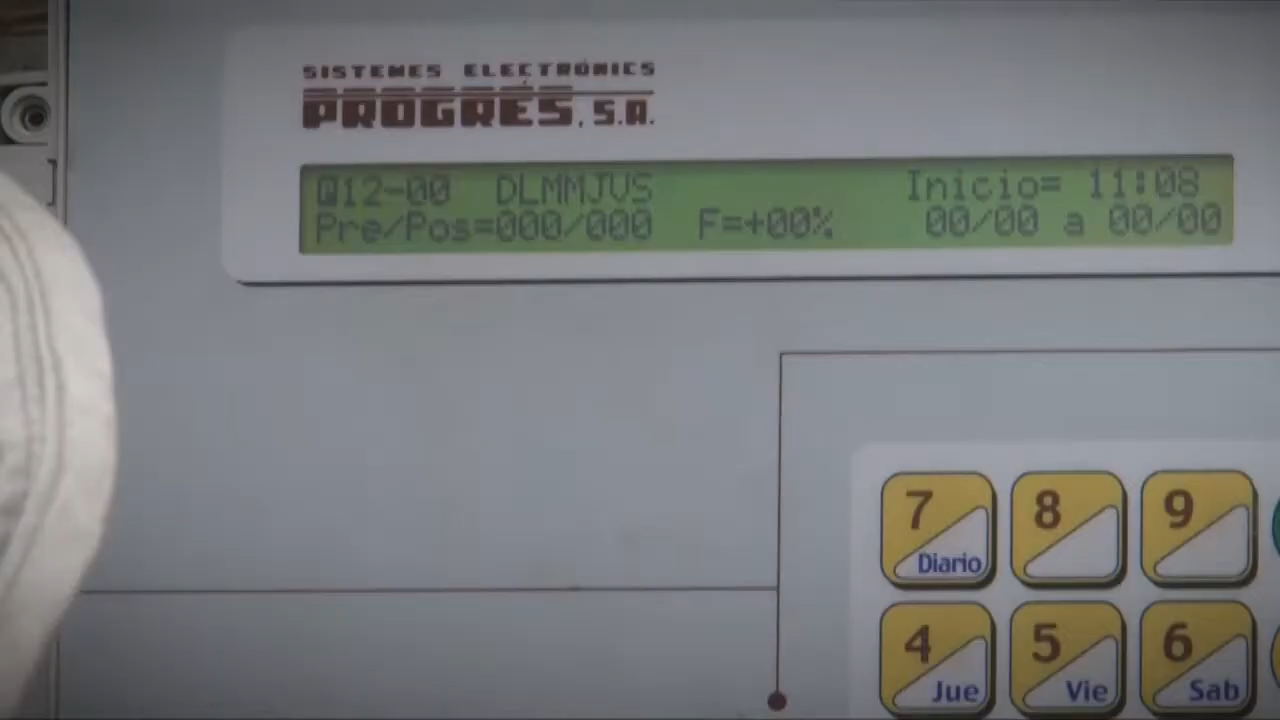 SISTEMES ELECTRÒNICS
PROGRÉS, S.A.
P12-00 DLMMJVS Inicio= 11:08
Pre/Pos=000/000 F=+00% 00/00 a 00/00
7 8 9
Diario
4 5 6
Jue Vie Sab